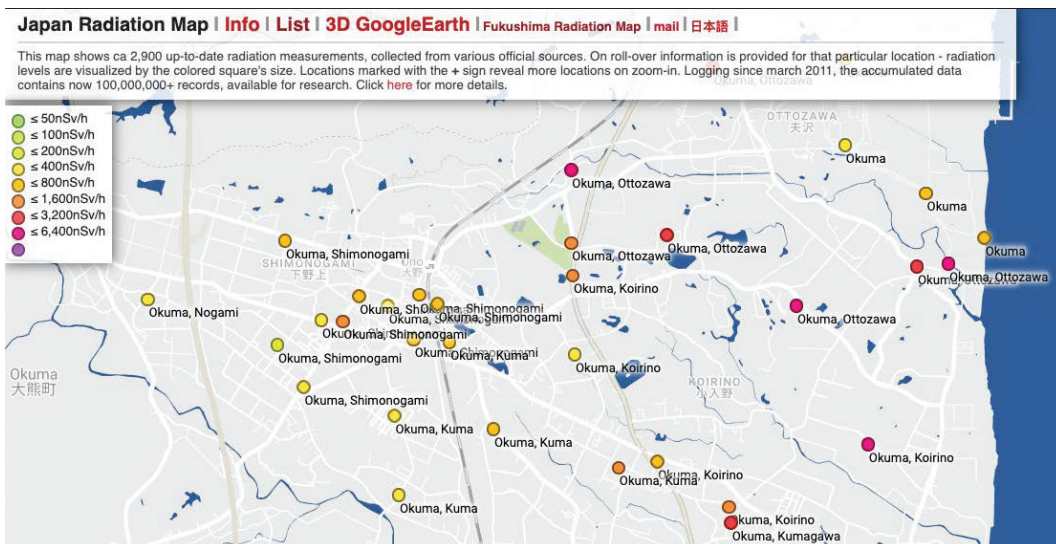 Japan Radiation Map | Info | List | 3D GoogleEarth | Fukushima Radiation Map | mail | 日本語 |
This map shows ca 2,900 up-to-date radiation measurements, collected from various official sources. On roll-over information is provided for that particular location - radiation
levels are visualized by the colored square's size. Locations marked with the + sign reveal more locations on zoom-in. Logging since march 2011, the accumulated data
contains now 100,000,000+ records, available for research. Click here for more details.
Okuma, Ottozawa
≤ 50nSv/h
≤ 100nSv/h
≤ 200nSv/h
≤ 400nSv/h
≤ 800nSv/h
≤ 1,600nSv/h
≤ 3,200nSv/h
≤ 6,400nSv/h
OTTOZAWA
夫沢
Okuma
Okuma, Ottozawa
Okuma
Okuma, Ottozawa
Okuma
Okuma, Shimonogami
Okuma, Ottozawa
SHIMONOGAMI
下野上
大野
Okuma, Ottozawa
Okuma, Koirino
Okuma, Nogami
Okuma, Shimonogami
Okuma, Ottozawa
Okuma, Shimonogami
Okuma, Shimonogami
Okuma, Kuma
Okuma, Koirino
Okuma
大熊町
KOIRINO
小入野
Okuma, Shimonogami
Okuma, Kuma
Okuma, Kuma
Okuma, Koirino
Okuma, Kuma
Okuma, Koirino
Okuma, Kuma
Okuma, Koirino
Okuma, Kumagawa